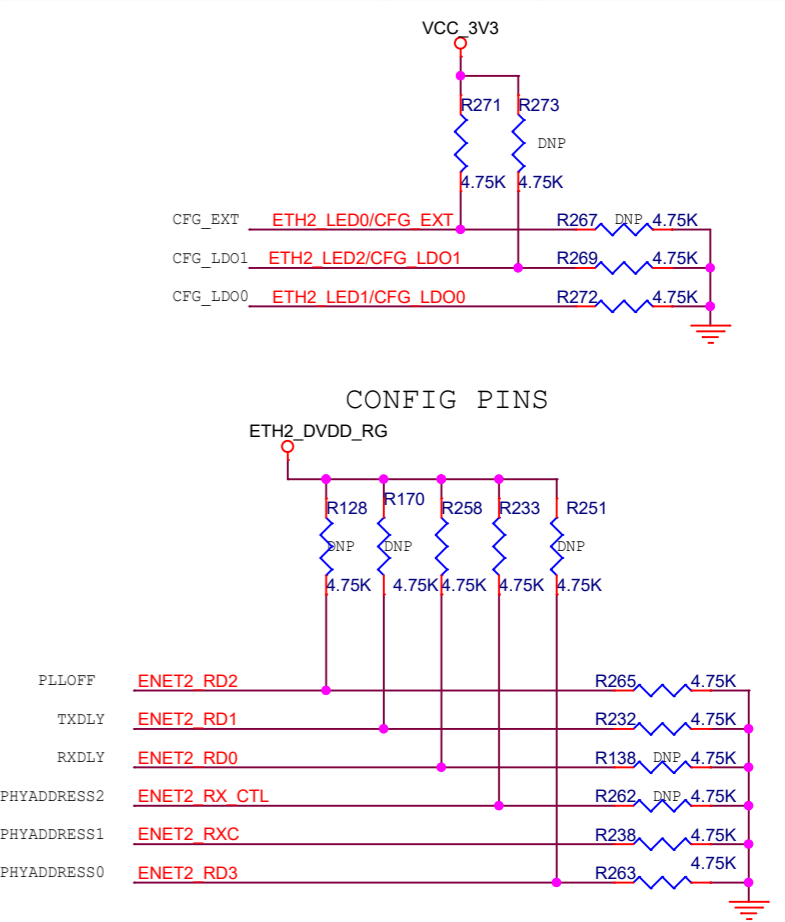 VCC_3V3
R271 R273
DNP
4.75K 4.75K
CFG_EXT ETH2_LED0/CFG_EXT R267 DNP 4.75K
CFG_LDO1 ETH2_LED2/CFG_LDO1 R269 4.75K
CFG_LDO0 ETH2_LED1/CFG_LDO0 R272 4.75K
CONFIG PINS
ETH2_DVDD_RG
R128 R170 R258 R233 R251
DNP DNP DNP
4.75K 4.75K 4.75K 4.75K 4.75K
PLLOFF ENET2_RD2 R265 4.75K
TXDLY ENET2_RD1 R232 4.75K
RXDLY ENET2_RD0 R138 DNP 4.75K
PHYADDRESS2 ENET2_RX_CTL R262 DNP 4.75K
PHYADDRESS1 ENET2_RXC R238 4.75K
PHYADDRESS0 ENET2_RD3 R263 4.75K